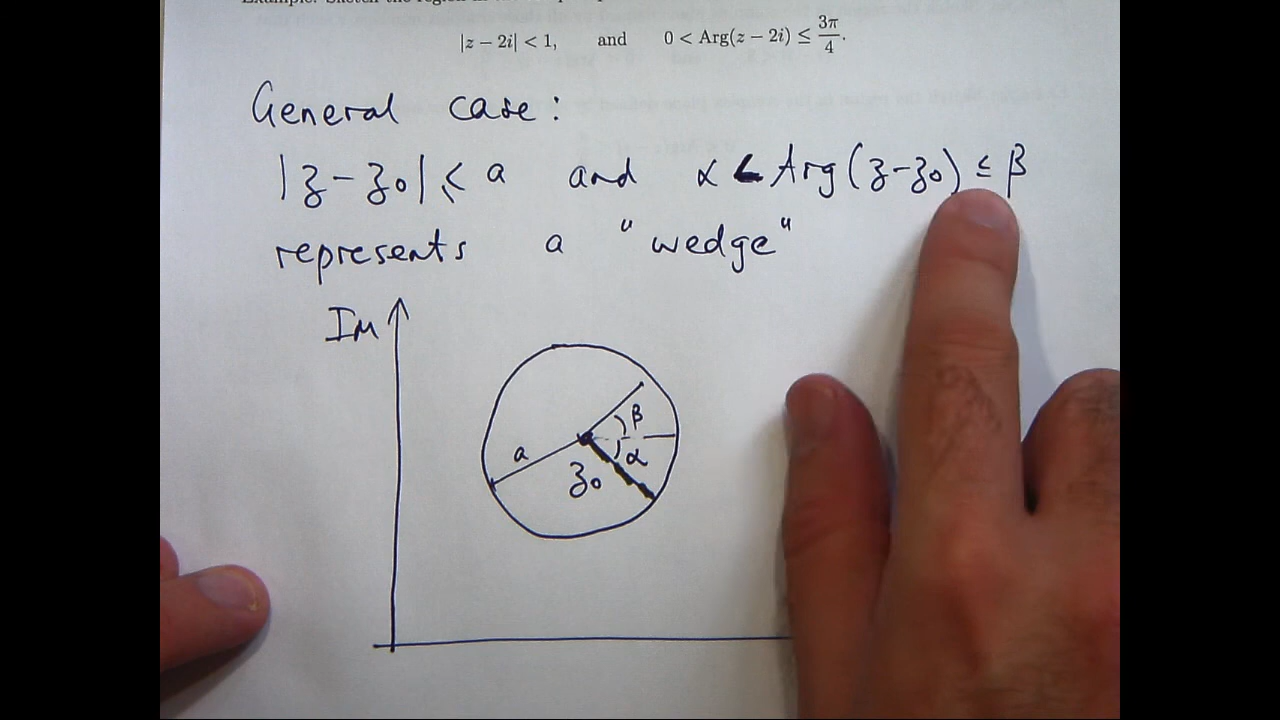 |z − 2i| < 1, and 0 < Arg(z − 2i) ≤ 3π/4.
General case:
|z − z₀| ≤ a and α < Arg(z−z₀) ≤ β
represents a "wedge"
Im
β
a
α
z₀